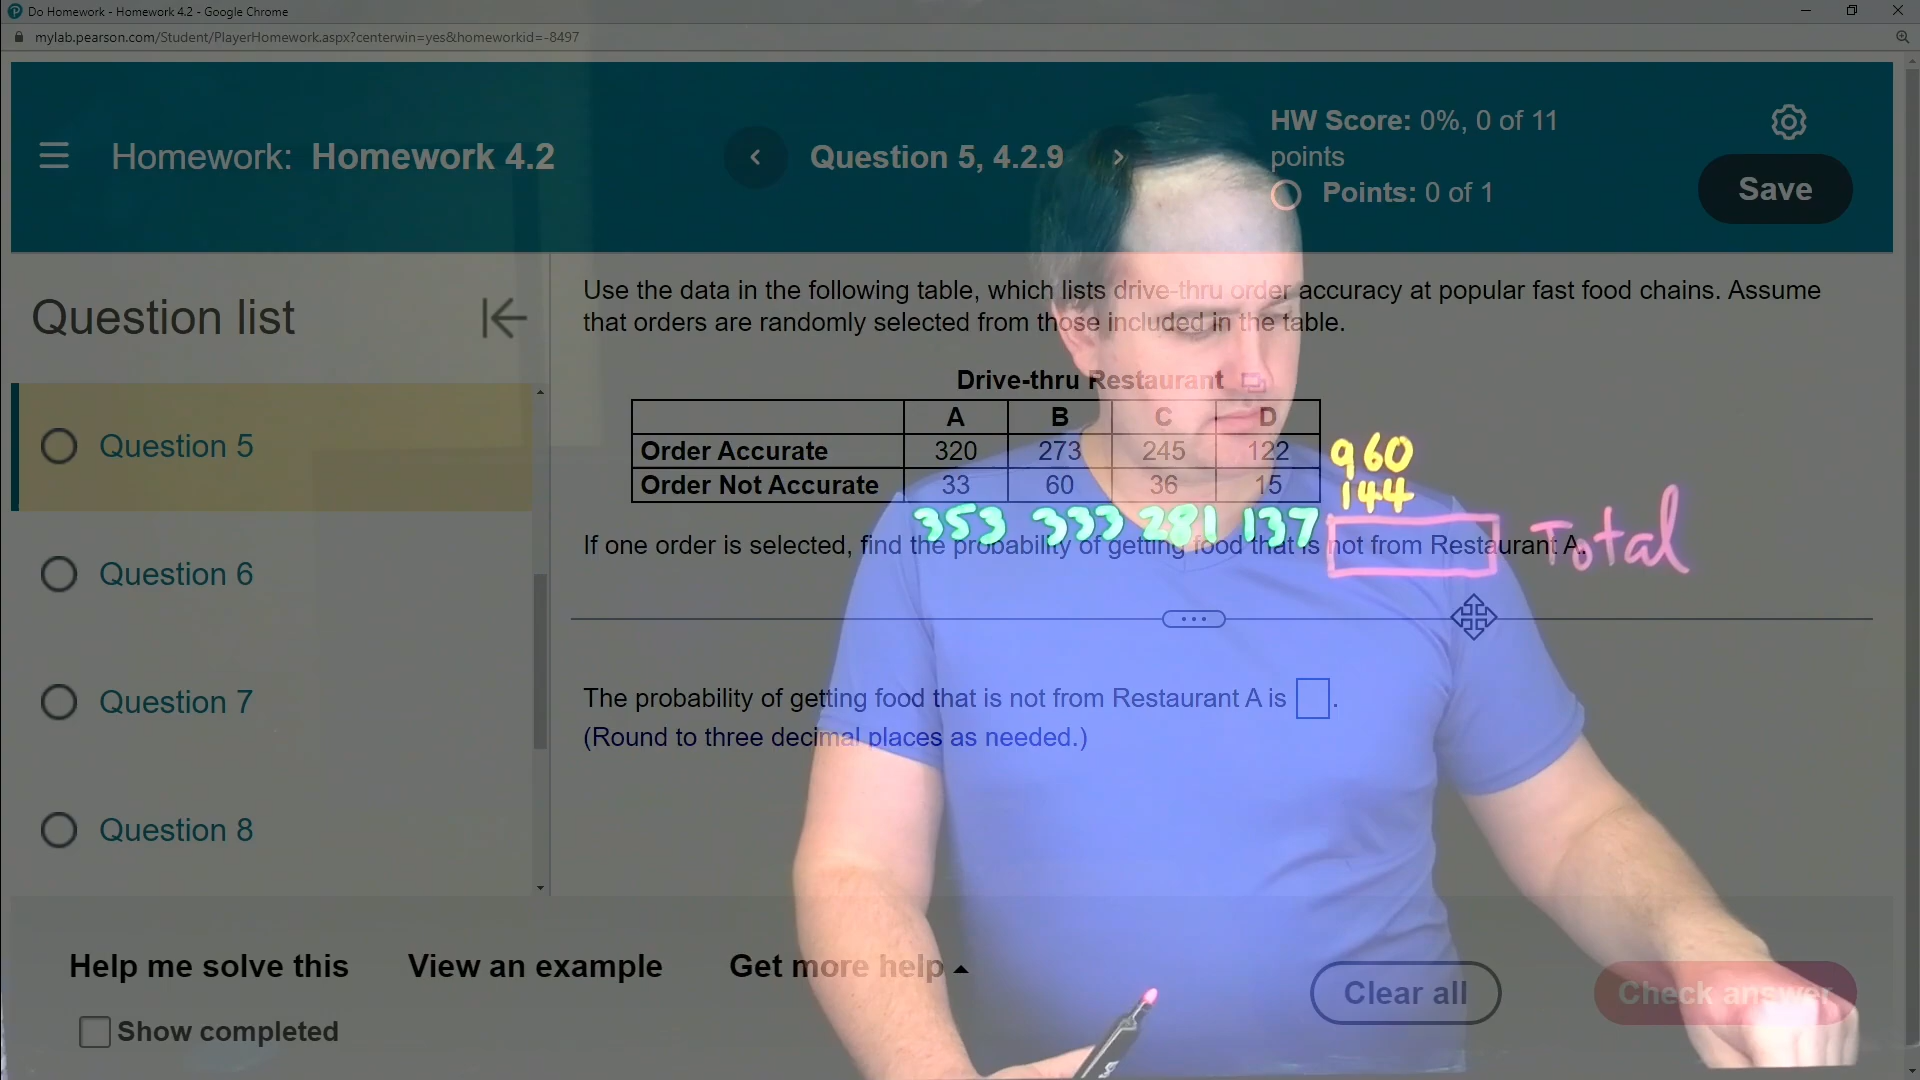 Do Homework - Homework 4.2 - Google Chrome
mylab.pearson.com/Student/PlayerHomework.aspx?centerwin=yes&homeworkid=-8497
Homework: Homework 4.2
Question 5, 4.2.9
HW Score: 0%, 0 of 11
points
Points: 0 of 1
Save
Question list
Question 5
Question 6
Question 7
Question 8
Use the data in the following table, which lists drive-thru order accuracy at popular fast food chains. Assume
that orders are randomly selected from those included in the table.
Drive-thru Restaurant
A B C D
Order Accurate 320 273 245 122 960
Order Not Accurate 33 60 36 15 144
353 333 281 137 Total
If one order is selected, find the probability of getting food that is not from Restaurant A.
The probability of getting food that is not from Restaurant A is .
(Round to three decimal places as needed.)
Help me solve this
View an example
Get more help
Clear all
Check answer
Show completed